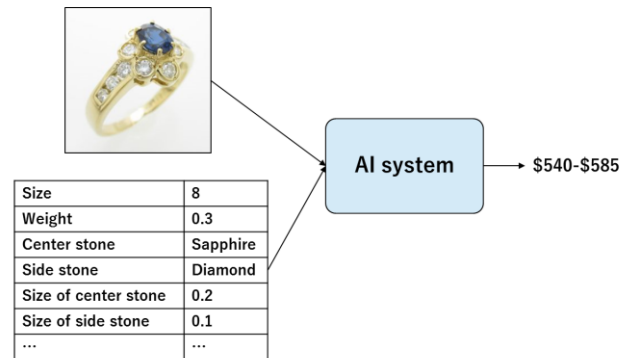 AI system
$540-$585
Size 8
Weight 0.3
Center stone Sapphire
Side stone Diamond
Size of center stone 0.2
Size of side stone 0.1
... ...